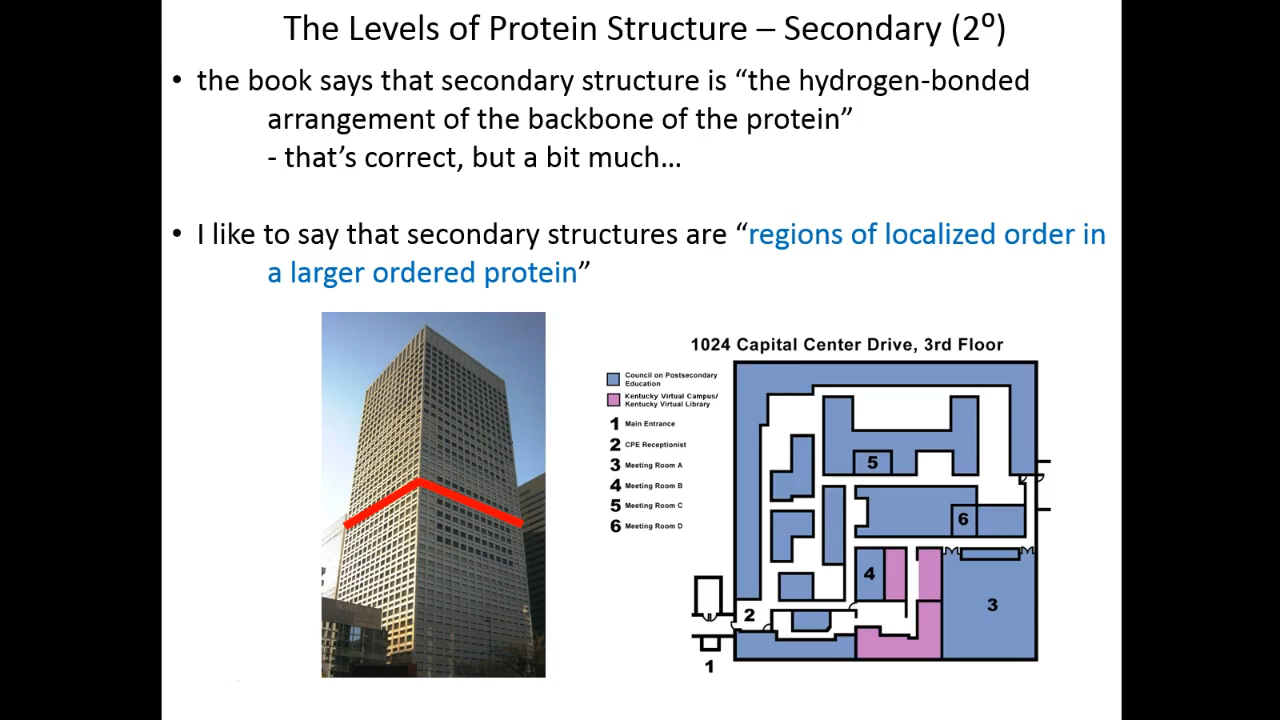 The Levels of Protein Structure – Secondary (2⁰)
• the book says that secondary structure is “the hydrogen-bonded
arrangement of the backbone of the protein”
- that’s correct, but a bit much…
• I like to say that secondary structures are “regions of localized order in
a larger ordered protein”
1024 Capital Center Drive, 3rd Floor
Council on Postsecondary
Education
Kentucky Virtual Campus/
Kentucky Virtual Library
1 Main Entrance
2 CPE Receptionist
3 Meeting Room A
4 Meeting Room B
5 Meeting Room C
6 Meeting Room D
5
6
4
3
2
1